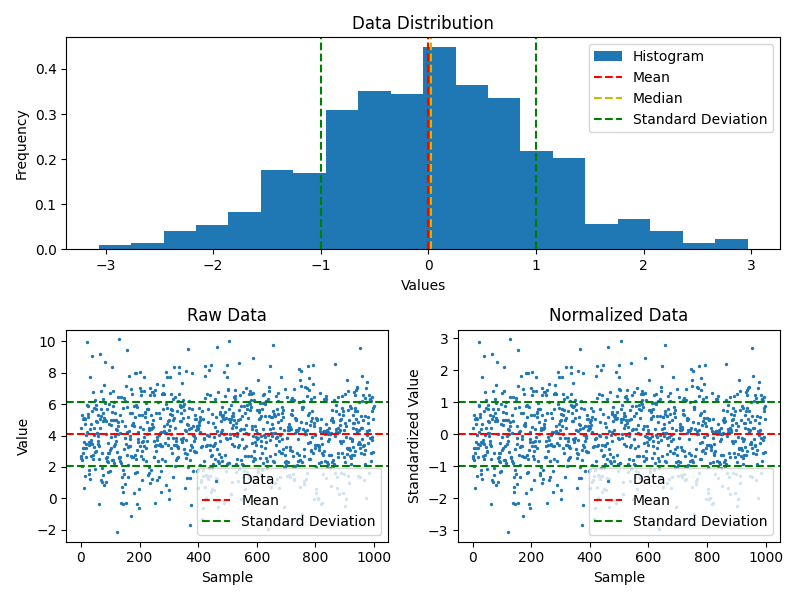 Data Distribution
Frequency
0.4
0.3
0.2
0.1
0.0
Histogram
Mean
Median
Standard Deviation
−3
−2
−1
0
1
2
3
Values
Raw Data
Value
10
8
6
4
2
0
−2
Data
Mean
Standard Deviation
0
200
400
600
800
1000
Sample
Normalized Data
Standardized Value
3
2
1
0
−1
−2
−3
Data
Mean
Standard Deviation
0
200
400
600
800
1000
Sample